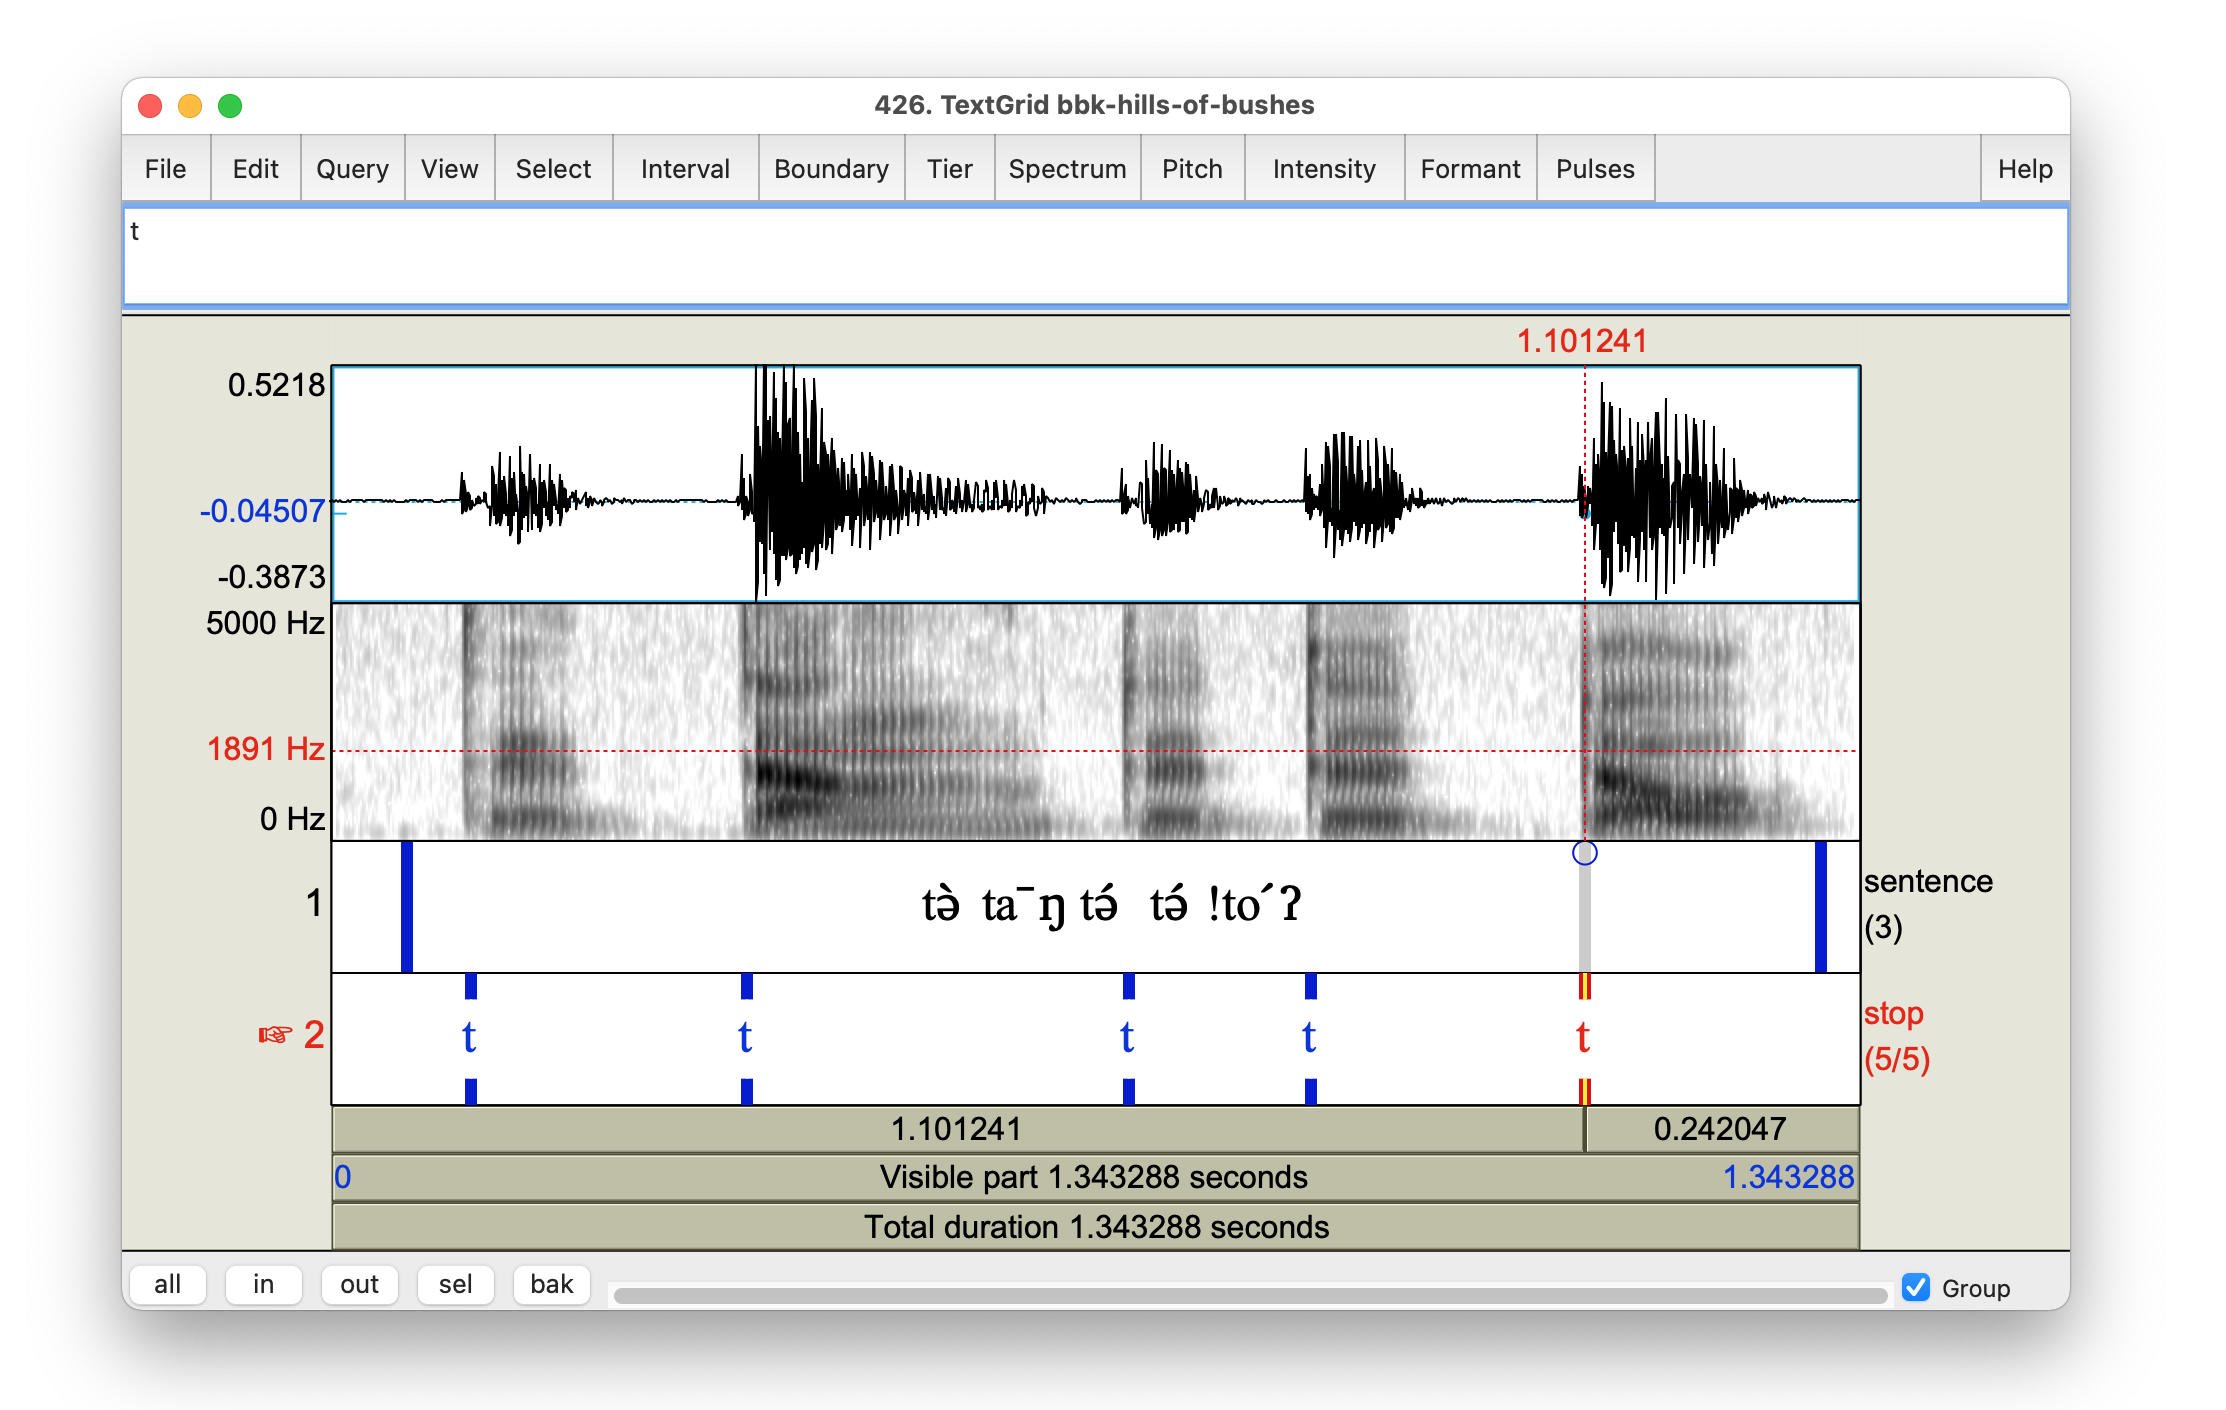 426. TextGrid bbk-hills-of-bushes
File Edit Query View Select Interval Boundary Tier Spectrum Pitch Intensity Formant Pulses Help
t
1.101241
0.5218
-0.04507
-0.3873
5000 Hz
1891 Hz
0 Hz
1 tə̀ ta¯ŋ tə́ tə́ !to´ʔ sentence
(3)
☞ 2 t t t t t stop
(5/5)
1.101241 0.242047
0 Visible part 1.343288 seconds 1.343288
Total duration 1.343288 seconds
all in out sel bak Group